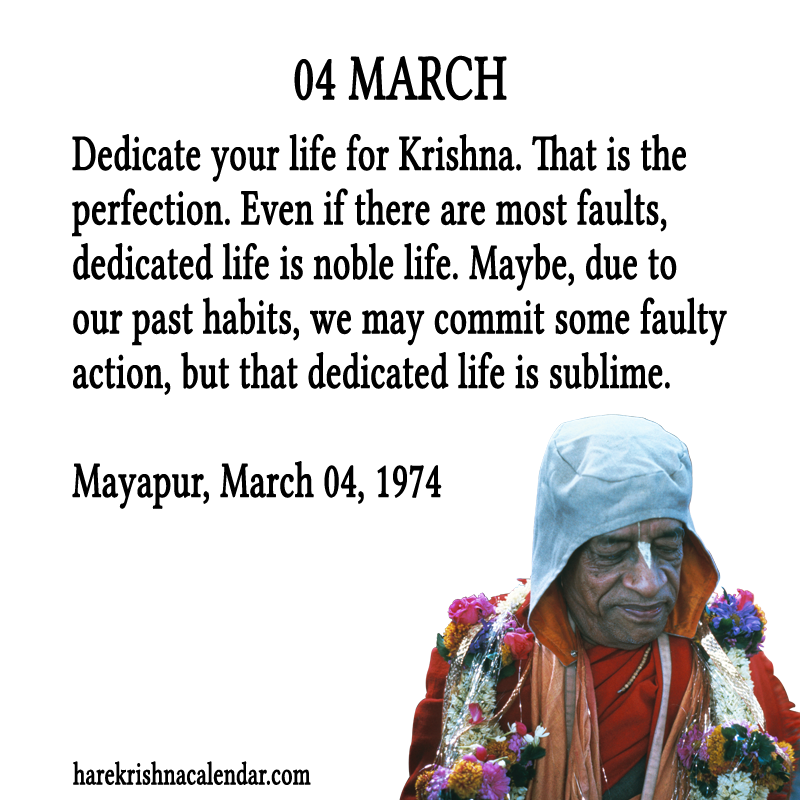 04 MARCH
Dedicate your life for Krishna. That is the
perfection. Even if there are most faults,
dedicated life is noble life. Maybe, due to
our past habits, we may commit some faulty
action, but that dedicated life is sublime.
Mayapur, March 04, 1974
harekrishnacalendar.com